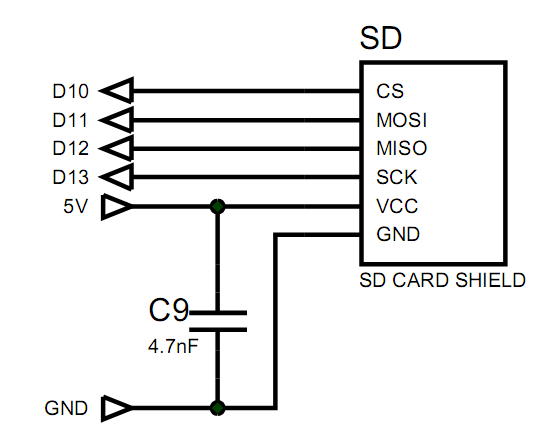 SD
D10 CS
D11 MOSI
D12 MISO
D13 SCK
5V VCC
GND
SD CARD SHIELD
C9
4.7nF
GND